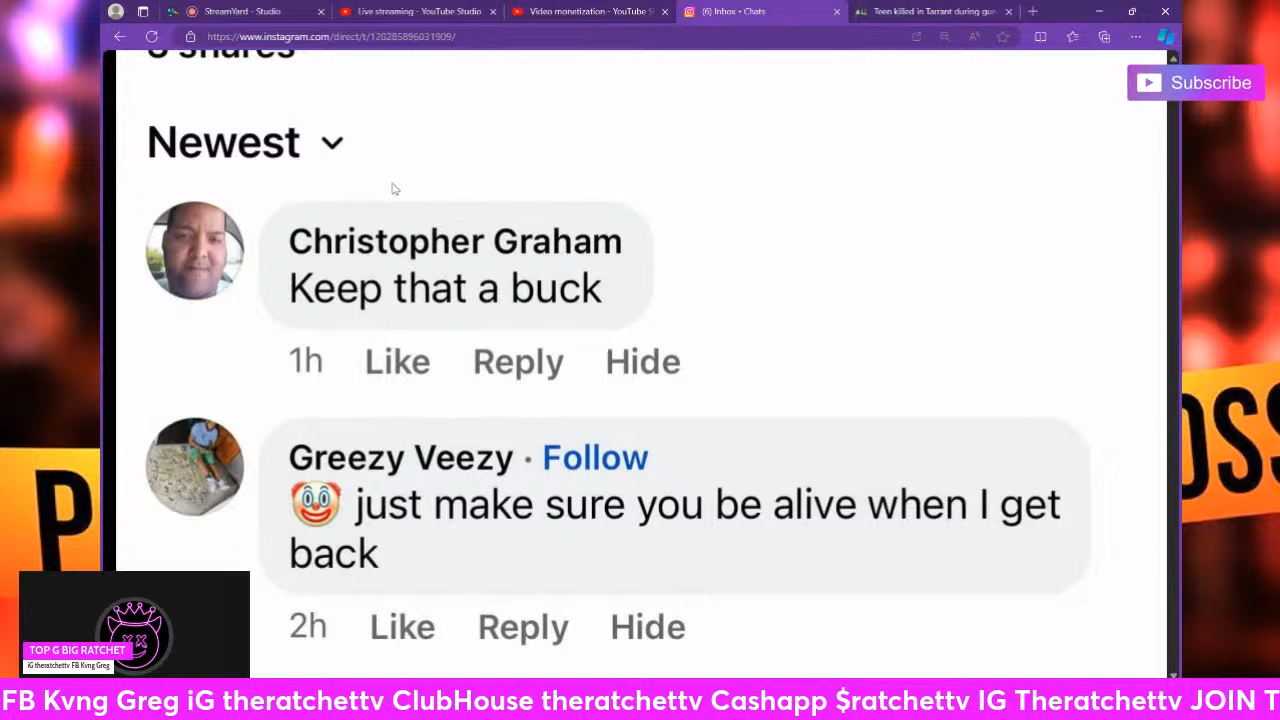 StreamYard - Studio
Live streaming - YouTube Studio
Video monetization - YouTube S
(6) Inbox • Chats
Teen killed in Tarrant during gun
https://www.instagram.com/direct/t/120285896031909/
Subscribe
shares
Newest
Christopher Graham
Keep that a buck
1h Like Reply Hide
Greezy Veezy · Follow
🤡 just make sure you be alive when I get
back
2h Like Reply Hide
P
OSS
TOP G BIG RATCHET
iG theratchettv FB Kvng Greg
FB Kvng Greg iG theratchettv ClubHouse theratchettv Cashapp $ratchettv IG Theratchettv JOIN T